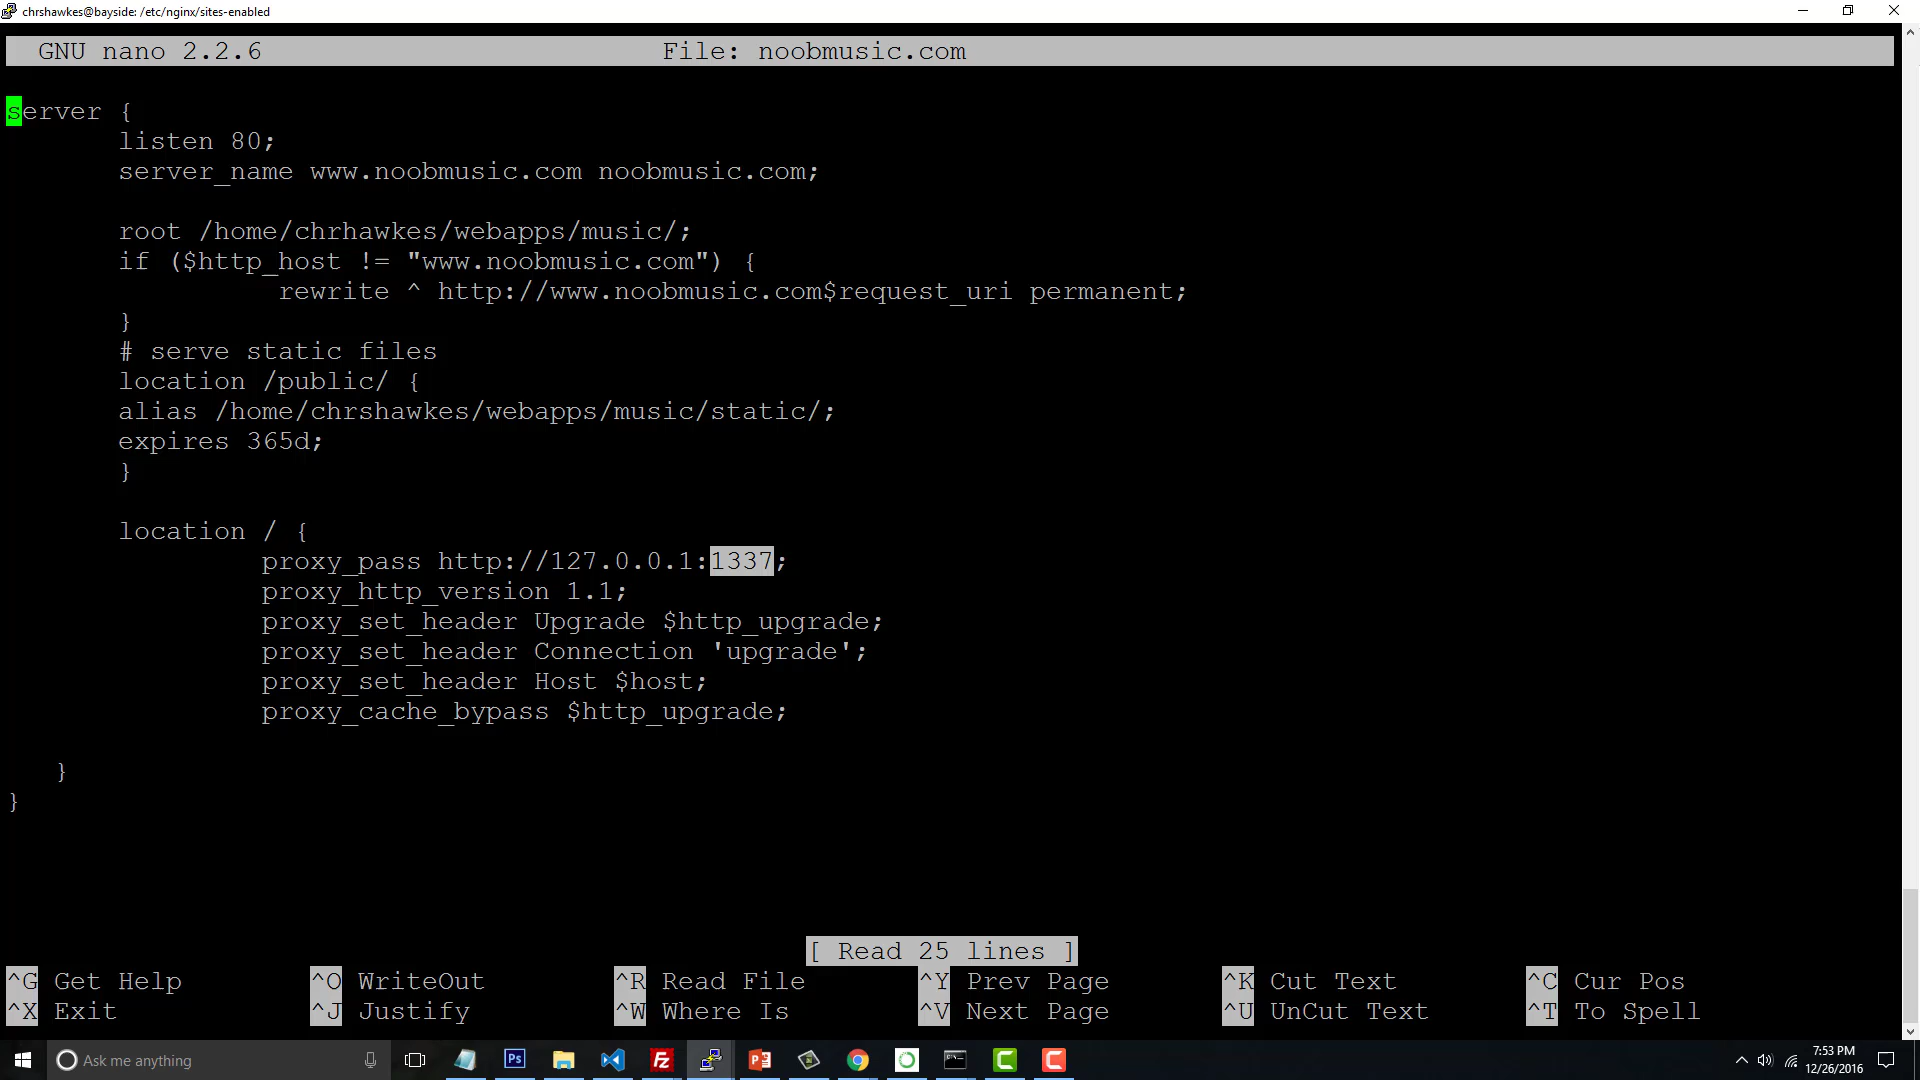 chrshawkes@bayside: /etc/nginx/sites-enabled
GNU nano 2.2.6 File: noobmusic.com
server {
listen 80;
server_name www.noobmusic.com noobmusic.com;
root /home/chrhawkes/webapps/music/;
if ($http_host != "www.noobmusic.com") {
rewrite ^ http://www.noobmusic.com$request_uri permanent;
}
# serve static files
location /public/ {
alias /home/chrshawkes/webapps/music/static/;
expires 365d;
}
location / {
proxy_pass http://127.0.0.1:1337;
proxy_http_version 1.1;
proxy_set_header Upgrade $http_upgrade;
proxy_set_header Connection 'upgrade';
proxy_set_header Host $host;
proxy_cache_bypass $http_upgrade;
}
}
[ Read 25 lines ]
^G Get Help ^O WriteOut ^R Read File ^Y Prev Page ^K Cut Text ^C Cur Pos
^X Exit ^J Justify ^W Where Is ^V Next Page ^U UnCut Text ^T To Spell
Ask me anything
Ps
Fz
7:53 PM
12/26/2016